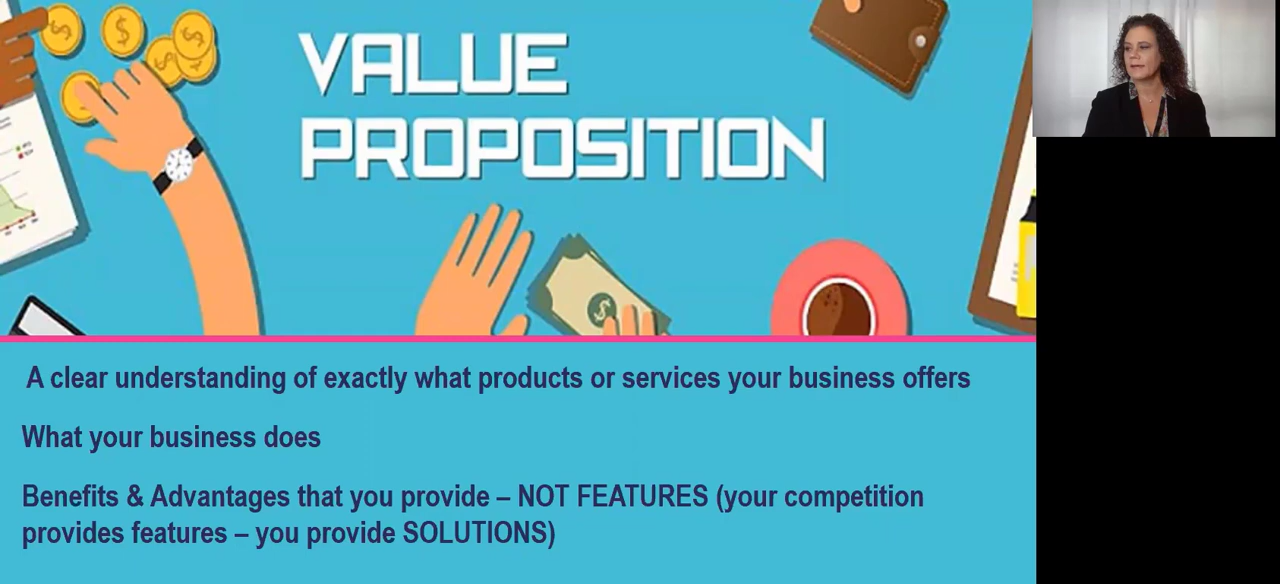 VALUE
PROPOSITION
A clear understanding of exactly what products or services your business offers
What your business does
Benefits & Advantages that you provide – NOT FEATURES (your competition
provides features – you provide SOLUTIONS)